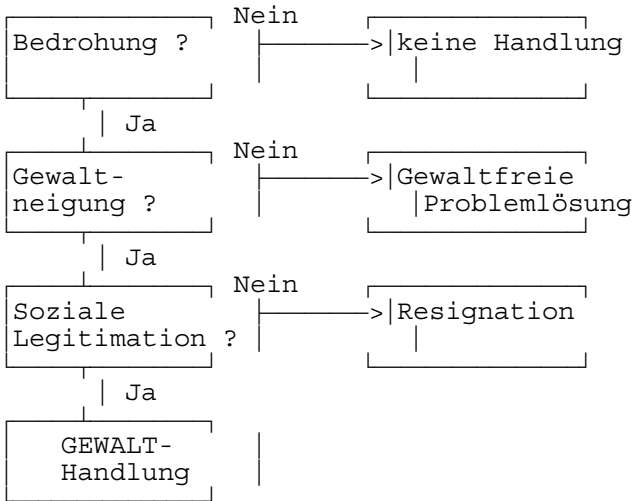 Nein
Bedrohung ?
keine Handlung
Ja
Nein
Gewalt-
neigung ?
Gewaltfreie
Problemlösung
Ja
Nein
Soziale
Legitimation ?
Resignation
Ja
GEWALT-
Handlung